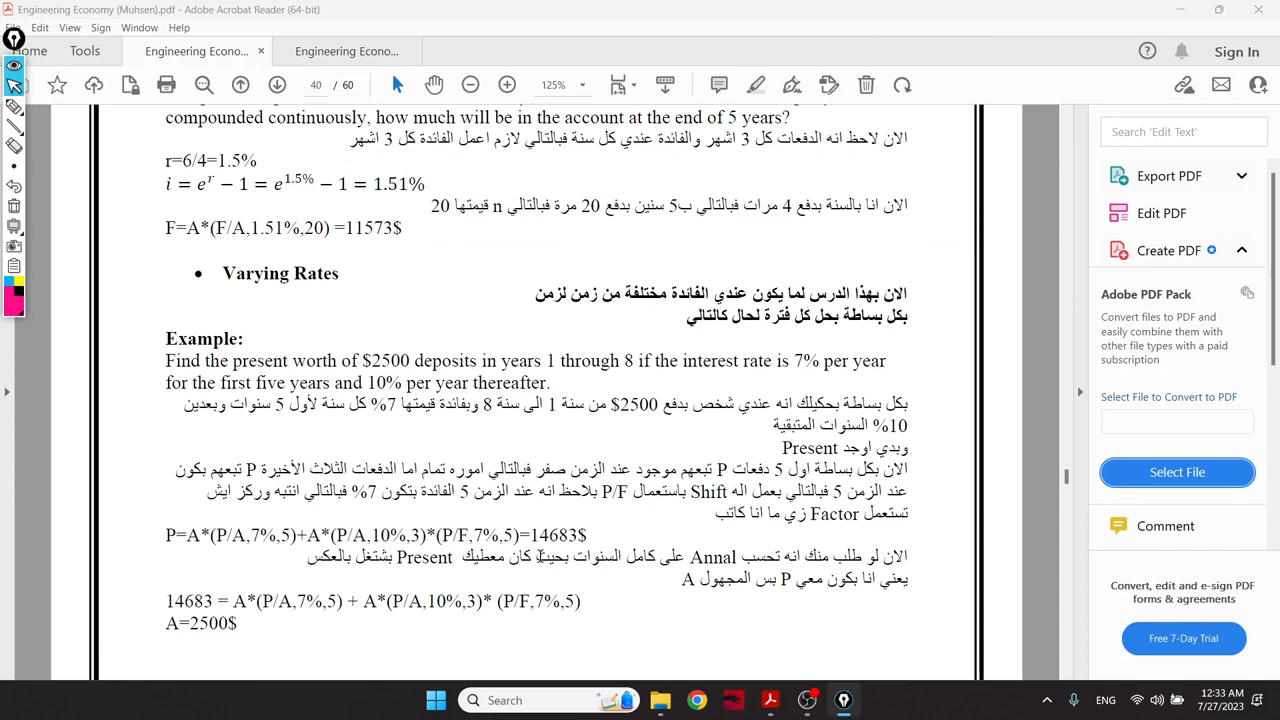 Engineering Economy (Muhsen).pdf - Adobe Acrobat Reader (64-bit)
File Edit View Sign Window Help
Home Tools Engineering Econo... × Engineering Econo... Sign In
40 / 60 125%
compounded continuously, how much will be in the account at the end of 5 years?
الان لاحظ انه الدفعات كل 3 اشهر والفائدة عندي كل سنة فبالتالي لازم اعمل الفائدة كل 3 اشهر
r=6/4=1.5%
i = e^r − 1 = e^1.5% − 1 = 1.51%
الان انا بالسنة بدفع 4 مرات فبالتالي ب5 سنين بدفع 20 مرة فبالتالي n قيمتها 20
F=A*(F/A,1.51%,20) =11573$
• Varying Rates
الان بهذا الدرس لما يكون عندي الفائدة مختلفة من زمن لزمن
بكل بساطة بحل كل فترة لحال كالتالي
Example:
Find the present worth of $2500 deposits in years 1 through 8 if the interest rate is 7% per year
for the first five years and 10% per year thereafter.
بكل بساطة بحكيلك انه عندي شخص بدفع 2500$ من سنة 1 الى سنة 8 وبفائدة قيمتها 7% كل سنة لأول 5 سنوات وبعدين
10% السنوات المتبقية
وبدي اوجد Present
الان بكل بساطة اول 5 دفعات P تبعهم موجود عند الزمن صفر فبالتالي اموره تمام اما الدفعات الثلاث الأخيرة P تبعهم بكون
عند الزمن 5 فبالتالي بعمل اله Shift باستعمال P/F بلاحظ انه عند الزمن 5 الفائدة بتكون 7% فبالتالي انتبه وركز ايش
تستعمل Factor زي ما انا كاتب
P=A*(P/A,7%,5)+A*(P/A,10%,3)*(P/F,7%,5)=14683$
الان لو طلب منك انه تحسب Annal على كامل السنوات بحيث كان معطيك Present بشتغل بالعكس
يعني انا بكون معي P بس المجهول A
14683 = A*(P/A,7%,5) + A*(P/A,10%,3)* (P/F,7%,5)
A=2500$
Search 'Edit Text'
Export PDF
Edit PDF
Create PDF
Adobe PDF Pack
Convert files to PDF and
easily combine them with
other file types with a paid
subscription
Select File to Convert to PDF
Select File
Comment
Convert, edit and e-sign PDF
forms & agreements
Free 7-Day Trial
Search
ENG
12:33 AM
7/27/2023